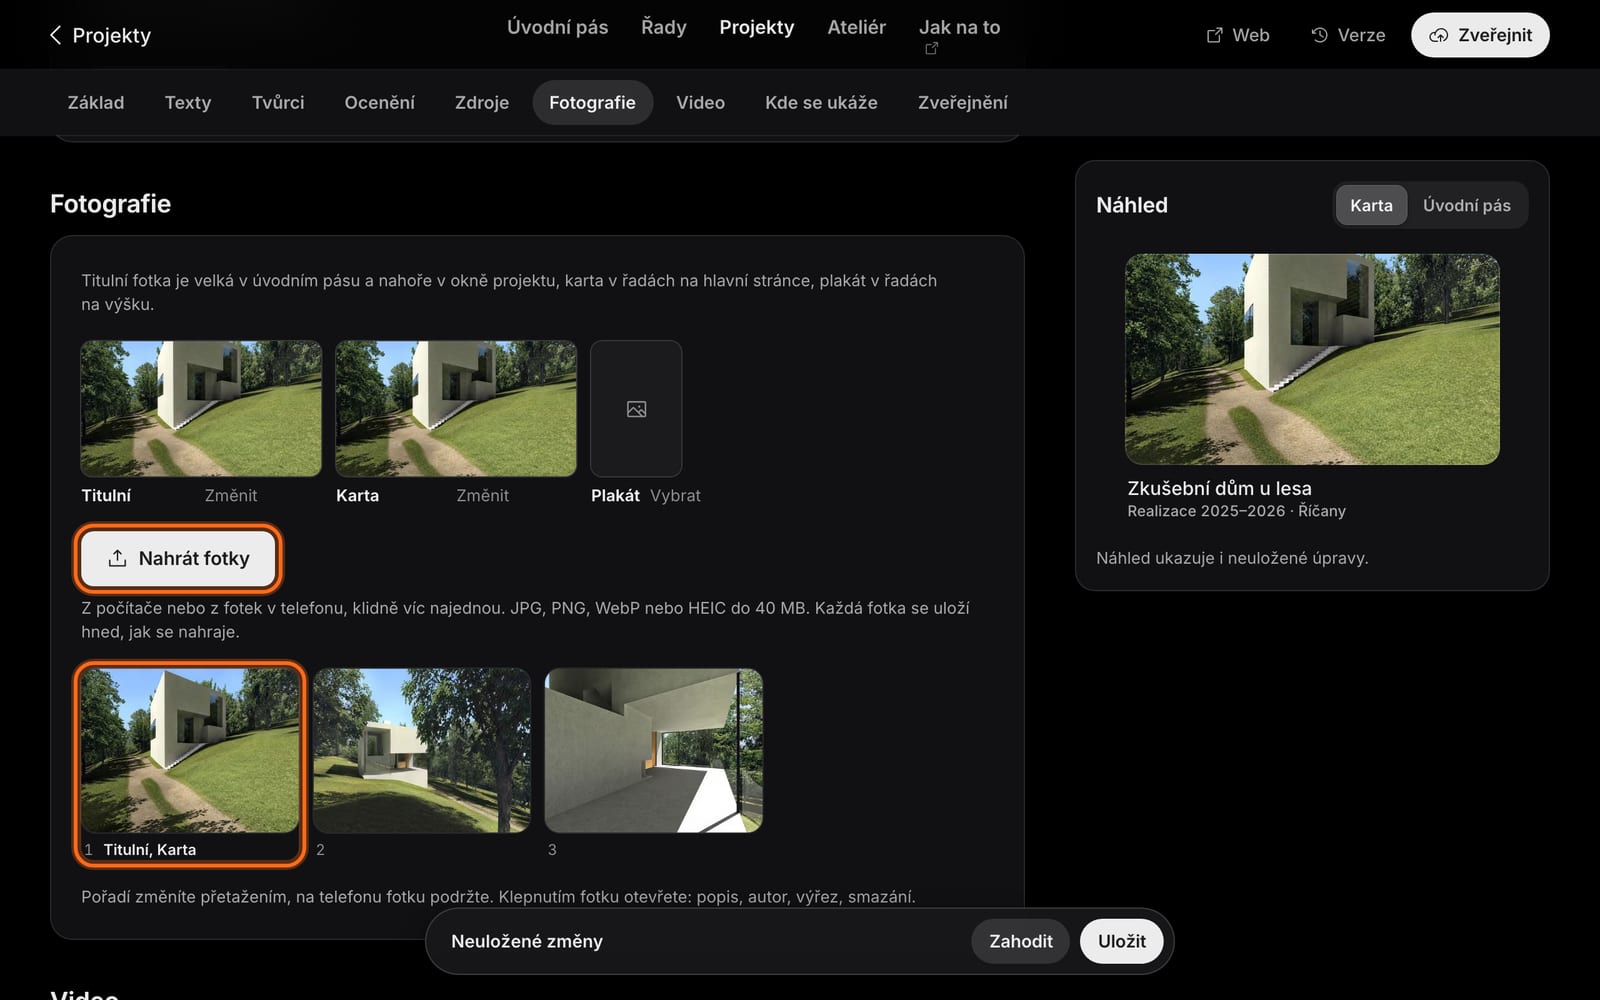 Projekty
Úvodní pás
Řady
Projekty
Ateliér
Jak na to
Web
Verze
Zveřejnit
Základ
Texty
Tvůrci
Ocenění
Zdroje
Fotografie
Video
Kde se ukáže
Zveřejnění
Fotografie
Titulní fotka je velká v úvodním pásu a nahoře v okně projektu, karta v řadách na hlavní stránce, plakát v řadách
na výšku.
Titulní Změnit
Karta Změnit
Plakát Vybrat
Nahrát fotky
Z počítače nebo z fotek v telefonu, klidně víc najednou. JPG, PNG, WebP nebo HEIC do 40 MB. Každá fotka se uloží
hned, jak se nahraje.
1 Titulní, Karta
2
3
Pořadí změníte přetažením, na telefonu fotku podržte. Klepnutím fotku otevřete: popis, autor, výřez, smazání.
Náhled
Karta
Úvodní pás
Zkušební dům u lesa
Realizace 2025–2026 · Říčany
Náhled ukazuje i neuložené úpravy.
Neuložené změny
Zahodit
Uložit
Video